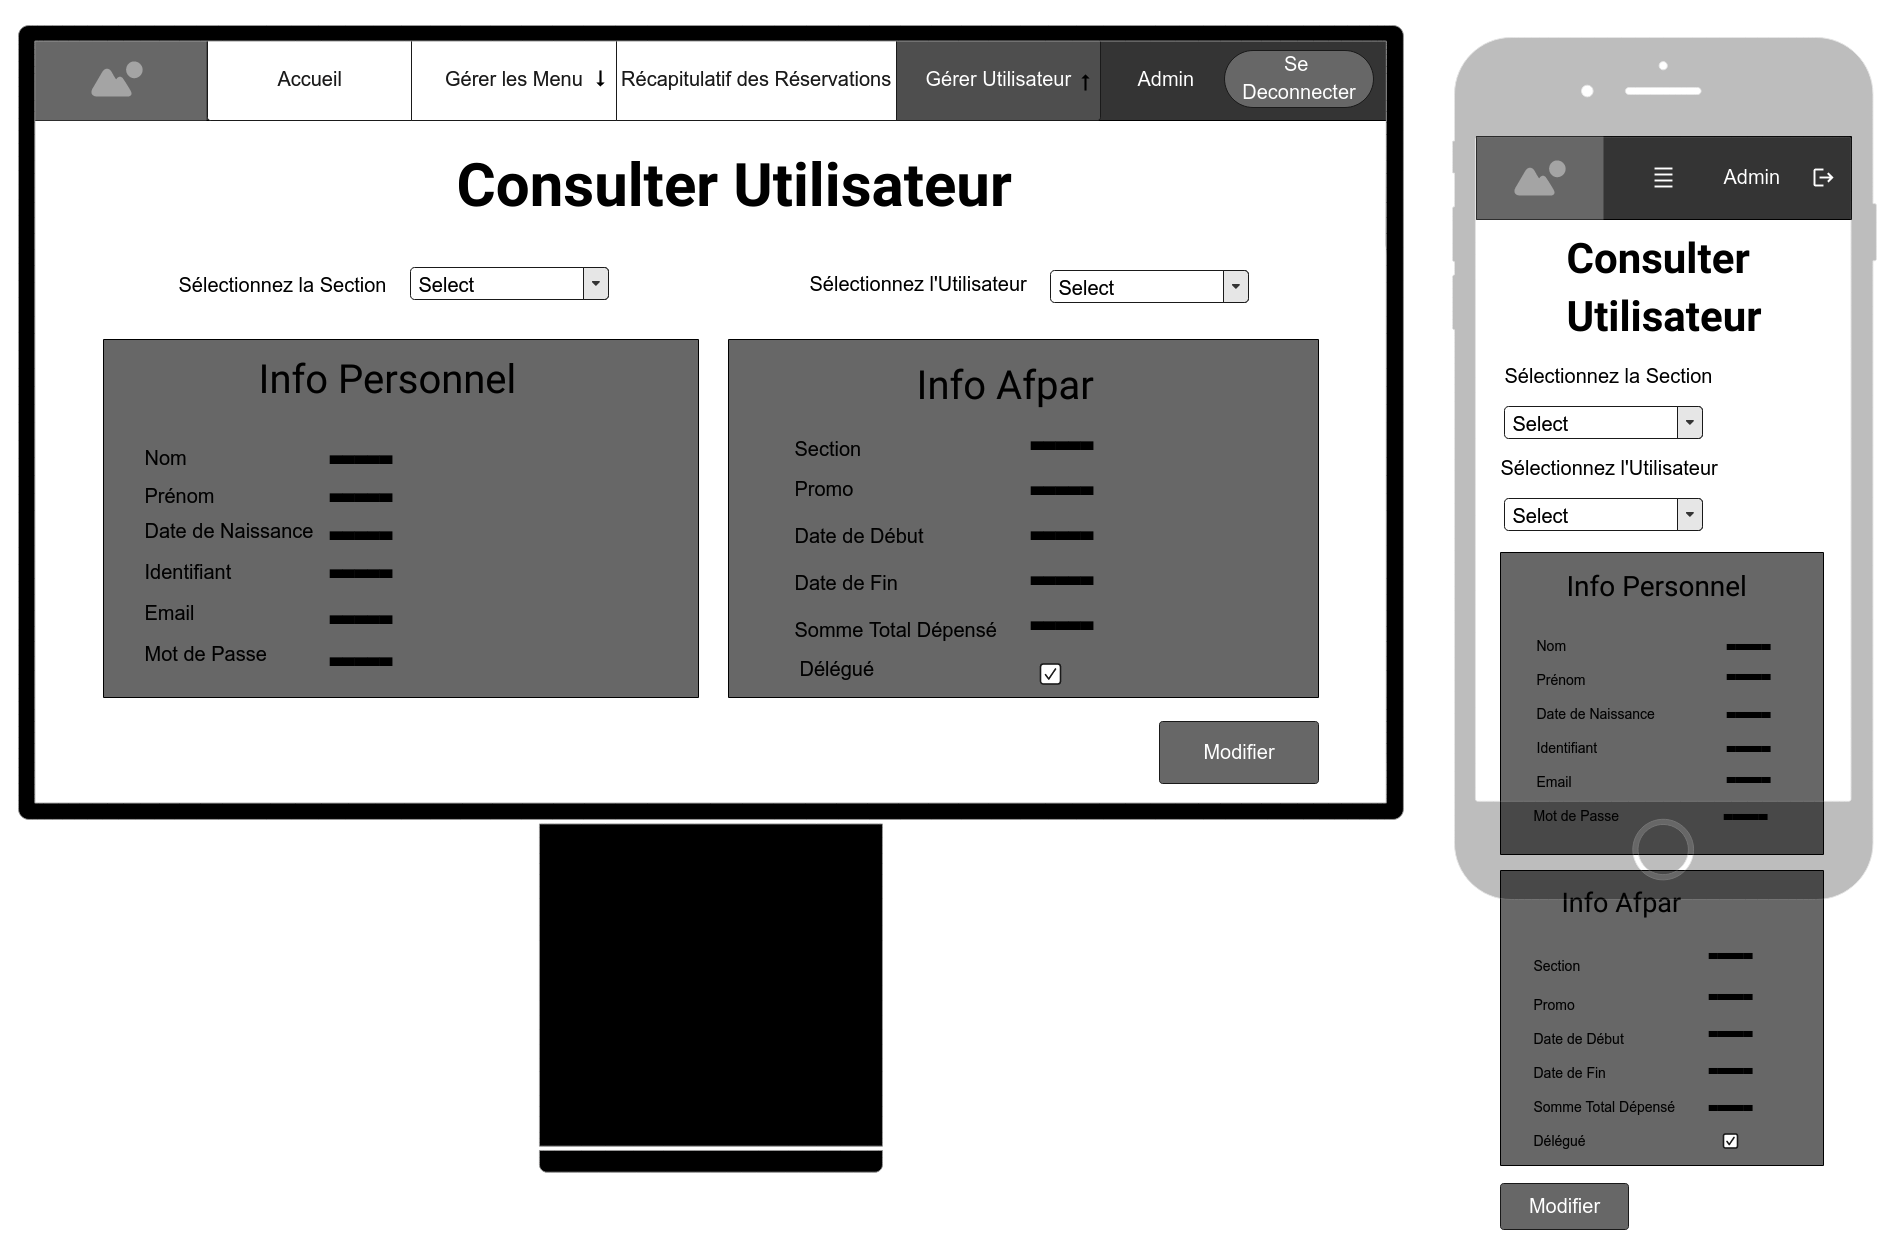 Accueil
Gérer les Menu ↓
Récapitulatif des Réservations
Gérer Utilisateur ↑
Admin
Se
Deconnecter
Consulter Utilisateur
Sélectionnez la Section
Select
Sélectionnez l'Utilisateur
Select
Info Personnel
Nom
Prénom
Date de Naissance
Identifiant
Email
Mot de Passe
Info Afpar
Section
Promo
Date de Début
Date de Fin
Somme Total Dépensé
Délégué
Modifier
Admin
Consulter
Utilisateur
Sélectionnez la Section
Select
Sélectionnez l'Utilisateur
Select
Info Personnel
Nom
Prénom
Date de Naissance
Identifiant
Email
Mot de Passe
Info Afpar
Section
Promo
Date de Début
Date de Fin
Somme Total Dépensé
Délégué
Modifier